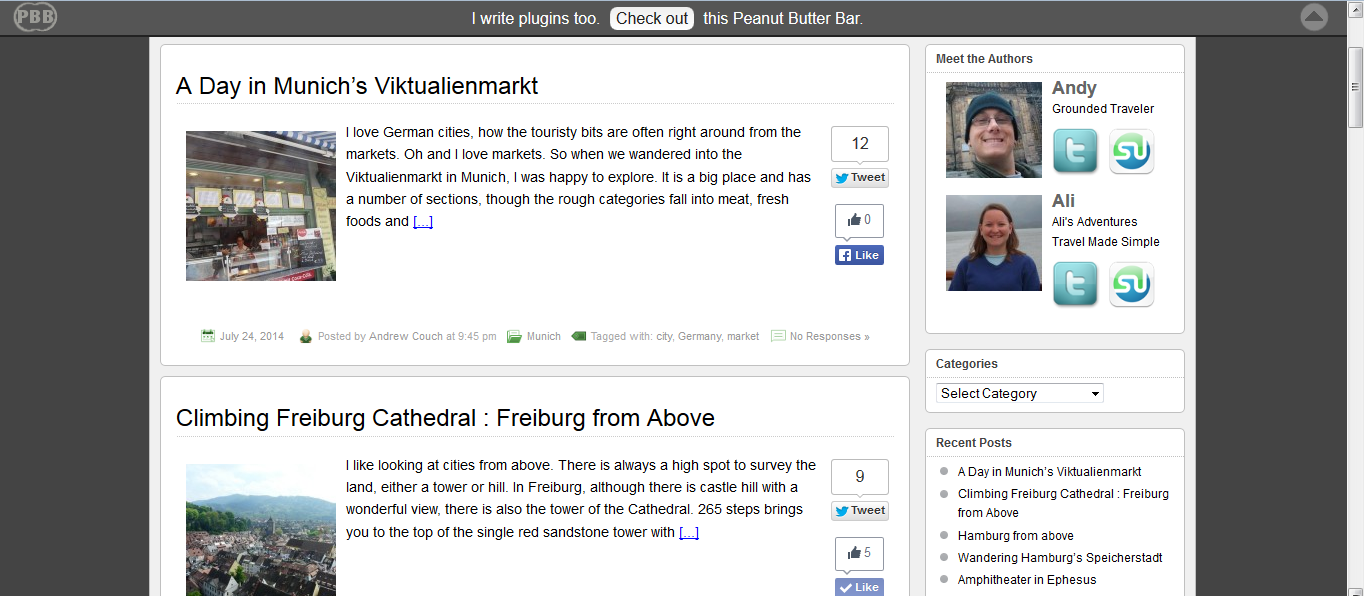 PBB
I write plugins too. Check out this Peanut Butter Bar.
A Day in Munich’s Viktualienmarkt
I love German cities, how the touristy bits are often right around from the
markets. Oh and I love markets. So when we wandered into the
Viktualienmarkt in Munich, I was happy to explore. It is a big place and has
a number of sections, though the rough categories fall into meat, fresh
foods and [...]
12
Tweet
0
Like
July 24, 2014 Posted by Andrew Couch at 9:45 pm Munich Tagged with: city, Germany, market No Responses »
Climbing Freiburg Cathedral : Freiburg from Above
I like looking at cities from above. There is always a high spot to survey the
land, either a tower or hill. In Freiburg, although there is castle hill with a
wonderful view, there is also the tower of the Cathedral. 265 steps brings
you to the top of the single red sandstone tower with [...]
9
Tweet
5
Like
Meet the Authors
Andy
Grounded Traveler
t
SU
Ali
Ali's Adventures
Travel Made Simple
t
SU
Categories
Select Category
Recent Posts
A Day in Munich’s Viktualienmarkt
Climbing Freiburg Cathedral : Freiburg
from Above
Hamburg from above
Wandering Hamburg’s Speicherstadt
Amphitheater in Ephesus